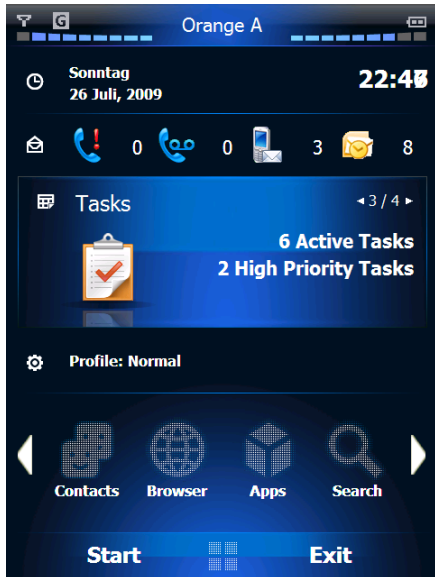 G
Orange A
Sonntag
26 Juli, 2009
0 0 3 8
Tasks
3 / 4
6 Active Tasks
2 High Priority Tasks
Profile: Normal
Contacts Browser Apps Search
Start Exit